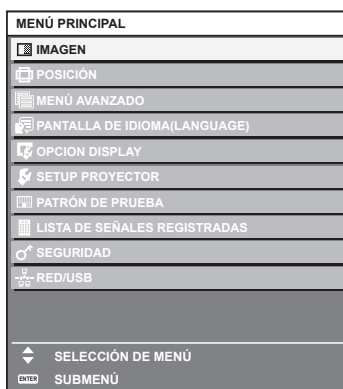 MENÚ PRINCIPAL
IMAGEN
POSICIÓN
MENÚ AVANZADO
PANTALLA DE IDIOMA(LANGUAGE)
OPCION DISPLAY
SETUP PROYECTOR
PATRÓN DE PRUEBA
LISTA DE SEÑALES REGISTRADAS
SEGURIDAD
RED/USB
SELECCIÓN DE MENÚ
ENTER SUBMENÚ